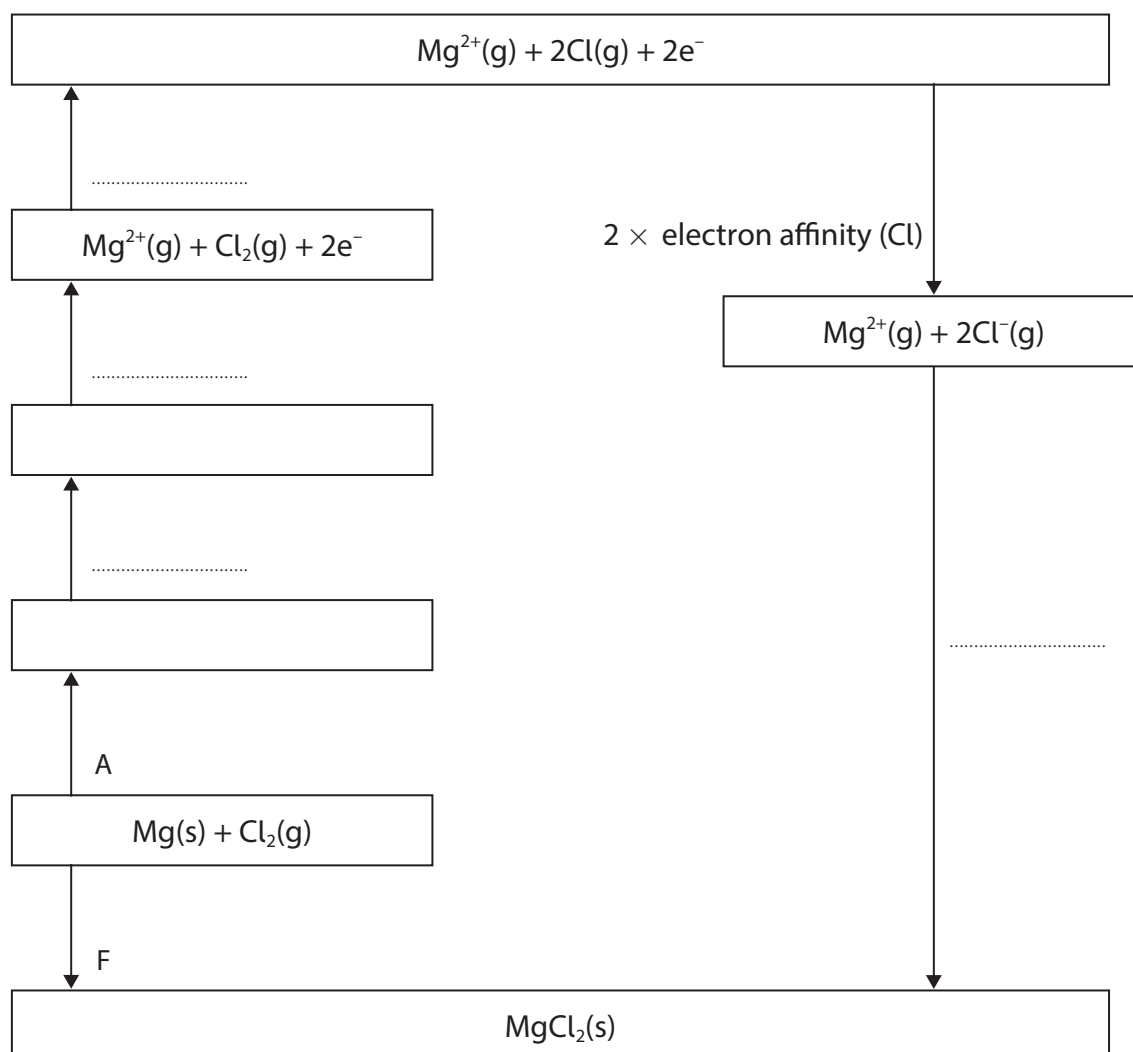 Mg²⁺(g) + 2Cl(g) + 2e⁻
Mg²⁺(g) + Cl₂(g) + 2e⁻
2 × electron affinity (Cl)
Mg²⁺(g) + 2Cl⁻(g)
A
Mg(s) + Cl₂(g)
F
MgCl₂(s)